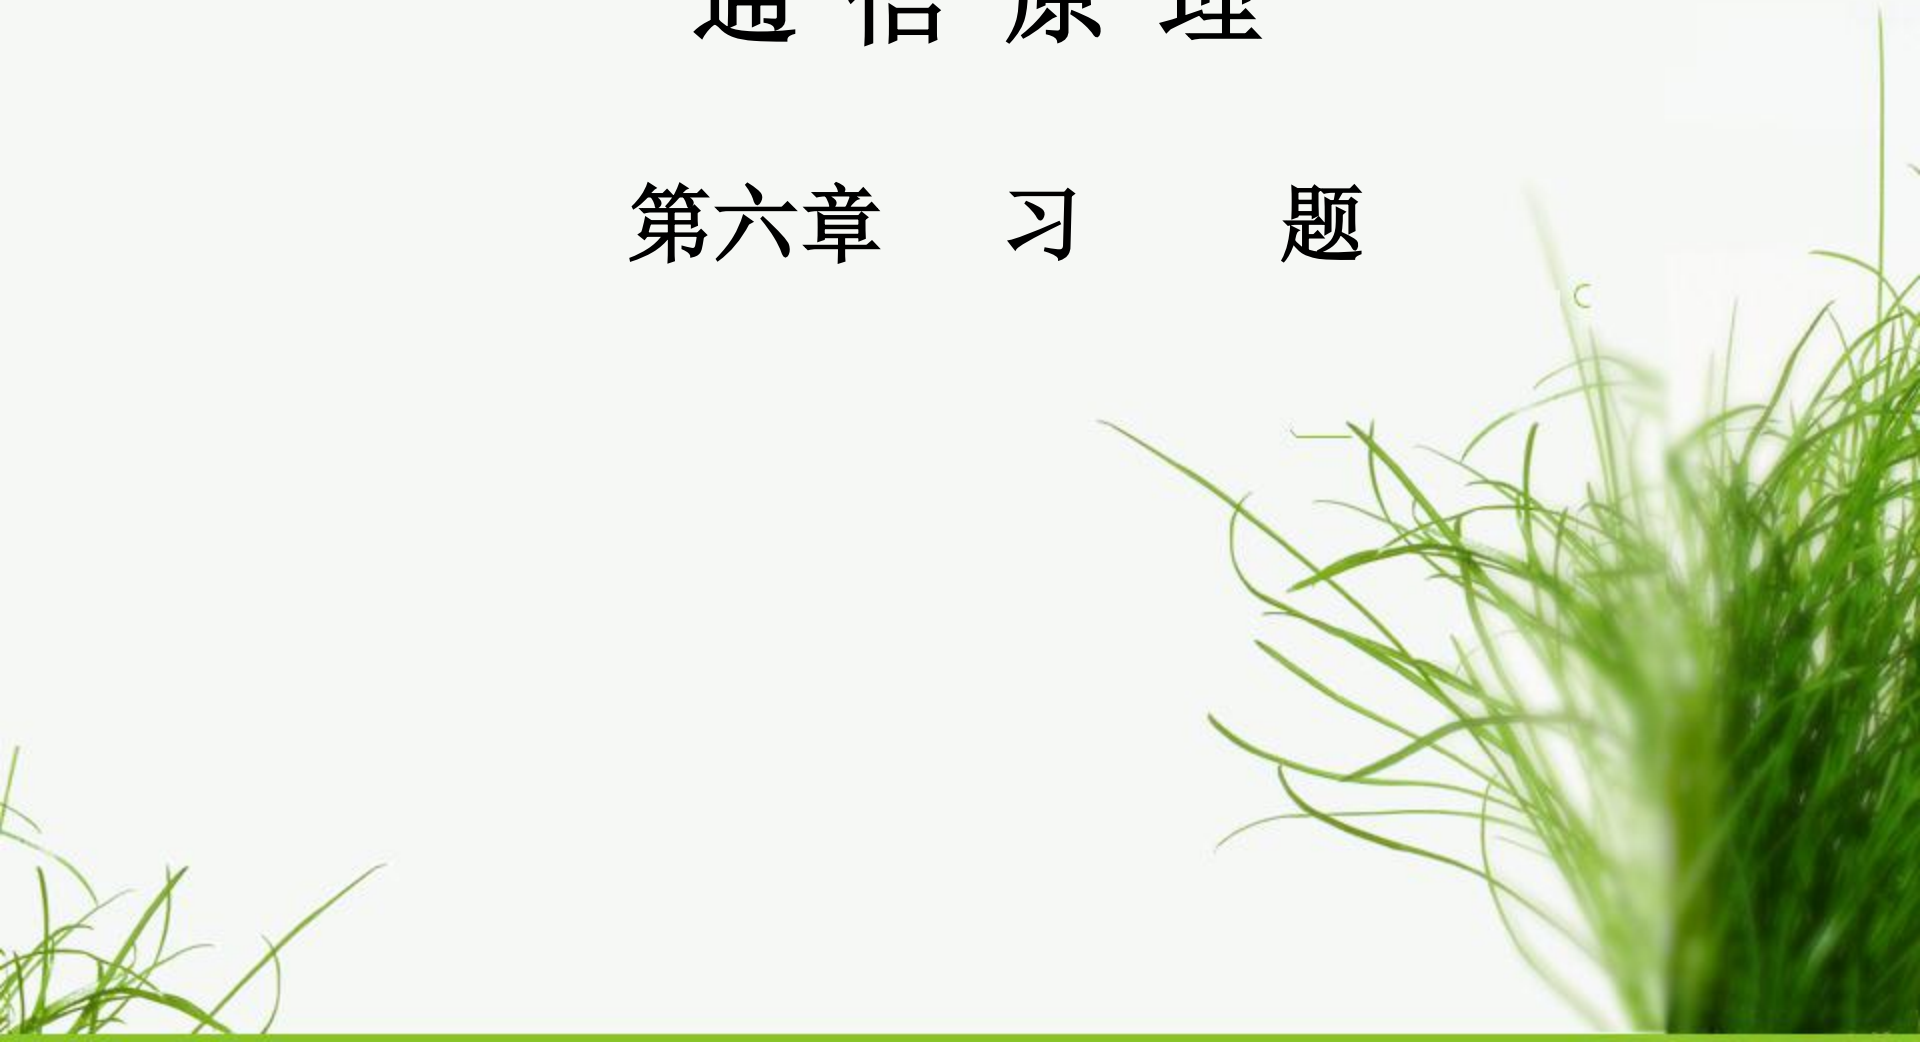 通 信 原 理
第六章 习 题